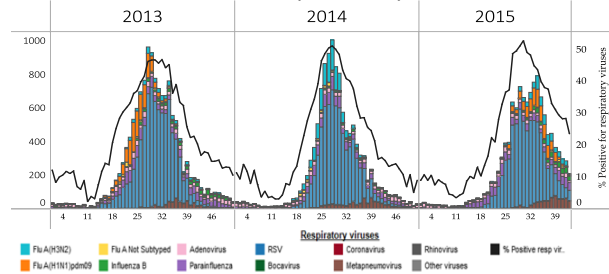 2013 2014 2015
1000 50
800 40
600 30
400 20
200 10
0
4 11 18 25 32 39 46 4 11 18 25 32 39 46 4 11 18 25 32 39
% Positive for respiratory viruses
Respiratory viruses
Flu A(H3N2) Flu A Not Subtyped Adenovirus RSV Coronavirus Rhinovirus % Positive resp vir..
Flu A(H1N1)pdm09 Influenza B Parainfluenza Bocavirus Metapneumovirus Other viruses